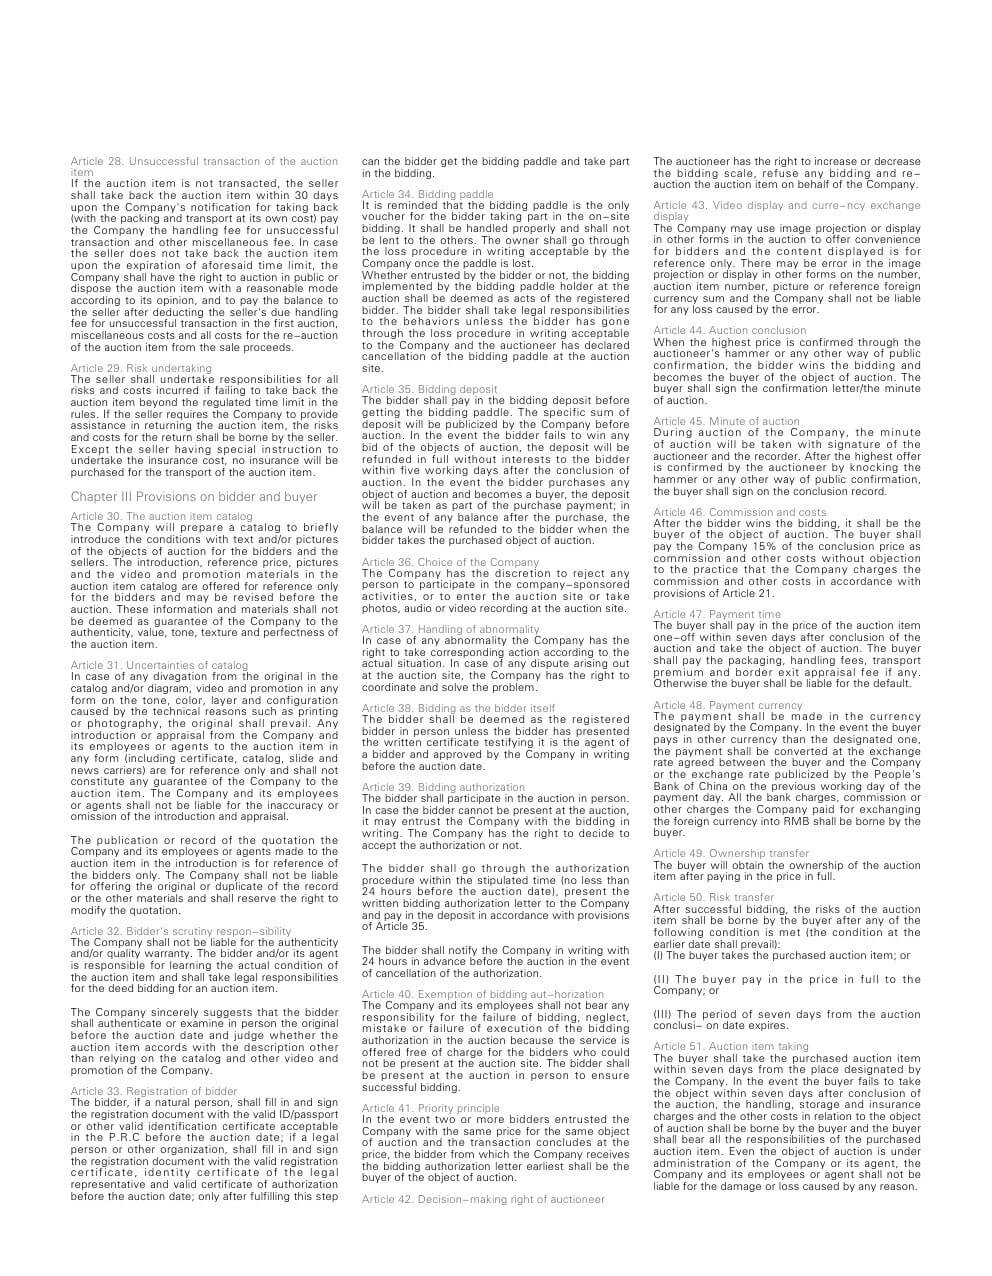 Article 28. Unsuccessful transaction of the auction
item
If the auction item is not transacted, the seller
shall take back the auction item within 30 days
upon the Company's notification for taking back
(with the packing and transport at its own cost) pay
the Company the handling fee for unsuccessful
transaction and other miscellaneous fee. In case
the seller does not take back the auction item
upon the expiration of aforesaid time limit, the
Company shall have the right to auction in public or
dispose the auction item with a reasonable mode
according to its opinion, and to pay the balance to
the seller after deducting the seller's due handling
fee for unsuccessful transaction in the first auction,
miscellaneous costs and all costs for the re-auction
of the auction item from the sale proceeds.
Article 29. Risk undertaking
The seller shall undertake responsibilities for all
risks and costs incurred if failing to take back the
auction item beyond the regulated time limit in the
rules. If the seller requires the Company to provide
assistance in returning the auction item, the risks
and costs for the return shall be borne by the seller.
Except the seller having special instruction to
undertake the insurance cost, no insurance will be
purchased for the transport of the auction item.
Chapter III Provisions on bidder and buyer
Article 30. The auction item catalog
The Company will prepare a catalog to briefly
introduce the conditions with text and/or pictures
of the objects of auction for the bidders and the
sellers. The introduction, reference price, pictures
and the video and promotion materials in the
auction item catalog are offered for reference only
for the bidders and may be revised before the
auction. These information and materials shall not
be deemed as guarantee of the Company to the
authenticity, value, tone, texture and perfectness of
the auction item.
Article 31. Uncertainties of catalog
In case of any divagation from the original in the
catalog and/or diagram, video and promotion in any
form on the tone, color, layer and configuration
caused by the technical reasons such as printing
or photography, the original shall prevail. Any
introduction or appraisal from the Company and
its employees or agents to the auction item in
any form (including certificate, catalog, slide and
news carriers) are for reference only and shall not
constitute any guarantee of the Company to the
auction item. The Company and its employees
or agents shall not be liable for the inaccuracy or
omission of the introduction and appraisal.
The publication or record of the quotation the
Company and its employees or agents made to the
auction item in the introduction is for reference of
the bidders only. The Company shall not be liable
for offering the original or duplicate of the record
or the other materials and shall reserve the right to
modify the quotation.
Article 32. Bidder's scrutiny respon-sibility
The Company shall not be liable for the authenticity
and/or quality warranty. The bidder and/or its agent
is responsible for learning the actual condition of
the auction item and shall take legal responsibilities
for the deed bidding for an auction item.
The Company sincerely suggests that the bidder
shall authenticate or examine in person the original
before the auction date and judge whether the
auction item accords with the description other
than relying on the catalog and other video and
promotion of the Company.
Article 33. Registration of bidder
The bidder, if a natural person, shall fill in and sign
the registration document with the valid ID/passport
or other valid identification certificate acceptable
in the P.R.C before the auction date; if a legal
person or other organization, shall fill in and sign
the registration document with the valid registration
certificate, identity certificate of the legal
representative and valid certificate of authorization
before the auction date; only after fulfilling this step
can the bidder get the bidding paddle and take part
in the bidding.
Article 34. Bidding paddle
It is reminded that the bidding paddle is the only
voucher for the bidder taking part in the on-site
bidding. It shall be handled properly and shall not
be lent to the others. The owner shall go through
the loss procedure in writing acceptable by the
Company once the paddle is lost.
Whether entrusted by the bidder or not, the bidding
implemented by the bidding paddle holder at the
auction shall be deemed as acts of the registered
bidder. The bidder shall take legal responsibilities
to the behaviors unless the bidder has gone
through the loss procedure in writing acceptable
to the Company and the auctioneer has declared
cancellation of the bidding paddle at the auction
site.
Article 35. Bidding deposit
The bidder shall pay in the bidding deposit before
getting the bidding paddle. The specific sum of
deposit will be publicized by the Company before
auction. In the event the bidder fails to win any
bid of the objects of auction, the deposit will be
refunded in full without interests to the bidder
within five working days after the conclusion of
auction. In the event the bidder purchases any
object of auction and becomes a buyer, the deposit
will be taken as part of the purchase payment; in
the event of any balance after the purchase, the
balance will be refunded to the bidder when the
bidder takes the purchased object of auction.
Article 36. Choice of the Company
The Company has the discretion to reject any
person to participate in the company-sponsored
activities, or to enter the auction site or take
photos, audio or video recording at the auction site.
Article 37. Handling of abnormality
In case of any abnormality the Company has the
right to take corresponding action according to the
actual situation. In case of any dispute arising out
at the auction site, the Company has the right to
coordinate and solve the problem.
Article 38. Bidding as the bidder itself
The bidder shall be deemed as the registered
bidder in person unless the bidder has presented
the written certificate testifying it is the agent of
a bidder and approved by the Company in writing
before the auction date.
Article 39. Bidding authorization
The bidder shall participate in the auction in person.
In case the bidder cannot be present at the auction,
it may entrust the Company with the bidding in
writing. The Company has the right to decide to
accept the authorization or not.
The bidder shall go through the authorization
procedure within the stipulated time (no less than
24 hours before the auction date), present the
written bidding authorization letter to the Company
and pay in the deposit in accordance with provisions
of Article 35.
The bidder shall notify the Company in writing with
24 hours in advance before the auction in the event
of cancellation of the authorization.
Article 40. Exemption of bidding aut-horization
The Company and its employees shall not bear any
responsibility for the failure of bidding, neglect,
mistake or failure of execution of the bidding
authorization in the auction because the service is
offered free of charge for the bidders who could
not be present at the auction site. The bidder shall
be present at the auction in person to ensure
successful bidding.
Article 41. Priority principle
In the event two or more bidders entrusted the
Company with the same price for the same object
of auction and the transaction concludes at the
price, the bidder from which the Company receives
the bidding authorization letter earliest shall be the
buyer of the object of auction.
Article 42. Decision-making right of auctioneer
The auctioneer has the right to increase or decrease
the bidding scale, refuse any bidding and re-
auction the auction item on behalf of the Company.
Article 43. Video display and curre-ncy exchange
display
The Company may use image projection or display
in other forms in the auction to offer convenience
for bidders and the content displayed is for
reference only. There may be error in the image
projection or display in other forms on the number,
auction item number, picture or reference foreign
currency sum and the Company shall not be liable
for any loss caused by the error.
Article 44. Auction conclusion
When the highest price is confirmed through the
auctioneer's hammer or any other way of public
confirmation, the bidder wins the bidding and
becomes the buyer of the object of auction. The
buyer shall sign the confirmation letter/the minute
of auction.
Article 45. Minute of auction
During auction of the Company, the minute
of auction will be taken with signature of the
auctioneer and the recorder. After the highest offer
is confirmed by the auctioneer by knocking the
hammer or any other way of public confirmation,
the buyer shall sign on the conclusion record.
Article 46. Commission and costs
After the bidder wins the bidding, it shall be the
buyer of the object of auction. The buyer shall
pay the Company 15% of the conclusion price as
commission and other costs without objection
to the practice that the Company charges the
commission and other costs in accordance with
provisions of Article 21.
Article 47. Payment time
The buyer shall pay in the price of the auction item
one-off within seven days after conclusion of the
auction and take the object of auction. The buyer
shall pay the packaging, handling fees, transport
premium and border exit appraisal fee if any.
Otherwise the buyer shall be liable for the default.
Article 48. Payment currency
The payment shall be made in the currency
designated by the Company. In the event the buyer
pays in other currency than the designated one,
the payment shall be converted at the exchange
rate agreed between the buyer and the Company
or the exchange rate publicized by the People's
Bank of China on the previous working day of the
payment day. All the bank charges, commission or
other charges the Company paid for exchanging
the foreign currency into RMB shall be borne by the
buyer.
Article 49. Ownership transfer
The buyer will obtain the ownership of the auction
item after paying in the price in full.
Article 50. Risk transfer
After successful bidding, the risks of the auction
item shall be borne by the buyer after any of the
following condition is met (the condition at the
earlier date shall prevail):
(I) The buyer takes the purchased auction item; or
(II) The buyer pay in the price in full to the
Company; or
(III) The period of seven days from the auction
conclusi- on date expires.
Article 51. Auction item taking
The buyer shall take the purchased auction item
within seven days from the place designated by
the Company. In the event the buyer fails to take
the object within seven days after conclusion of
the auction, the handling, storage and insurance
charges and the other costs in relation to the object
of auction shall be borne by the buyer and the buyer
shall bear all the responsibilities of the purchased
auction item. Even the object of auction is under
administration of the Company or its agent, the
Company and its employees or agent shall not be
liable for the damage or loss caused by any reason.